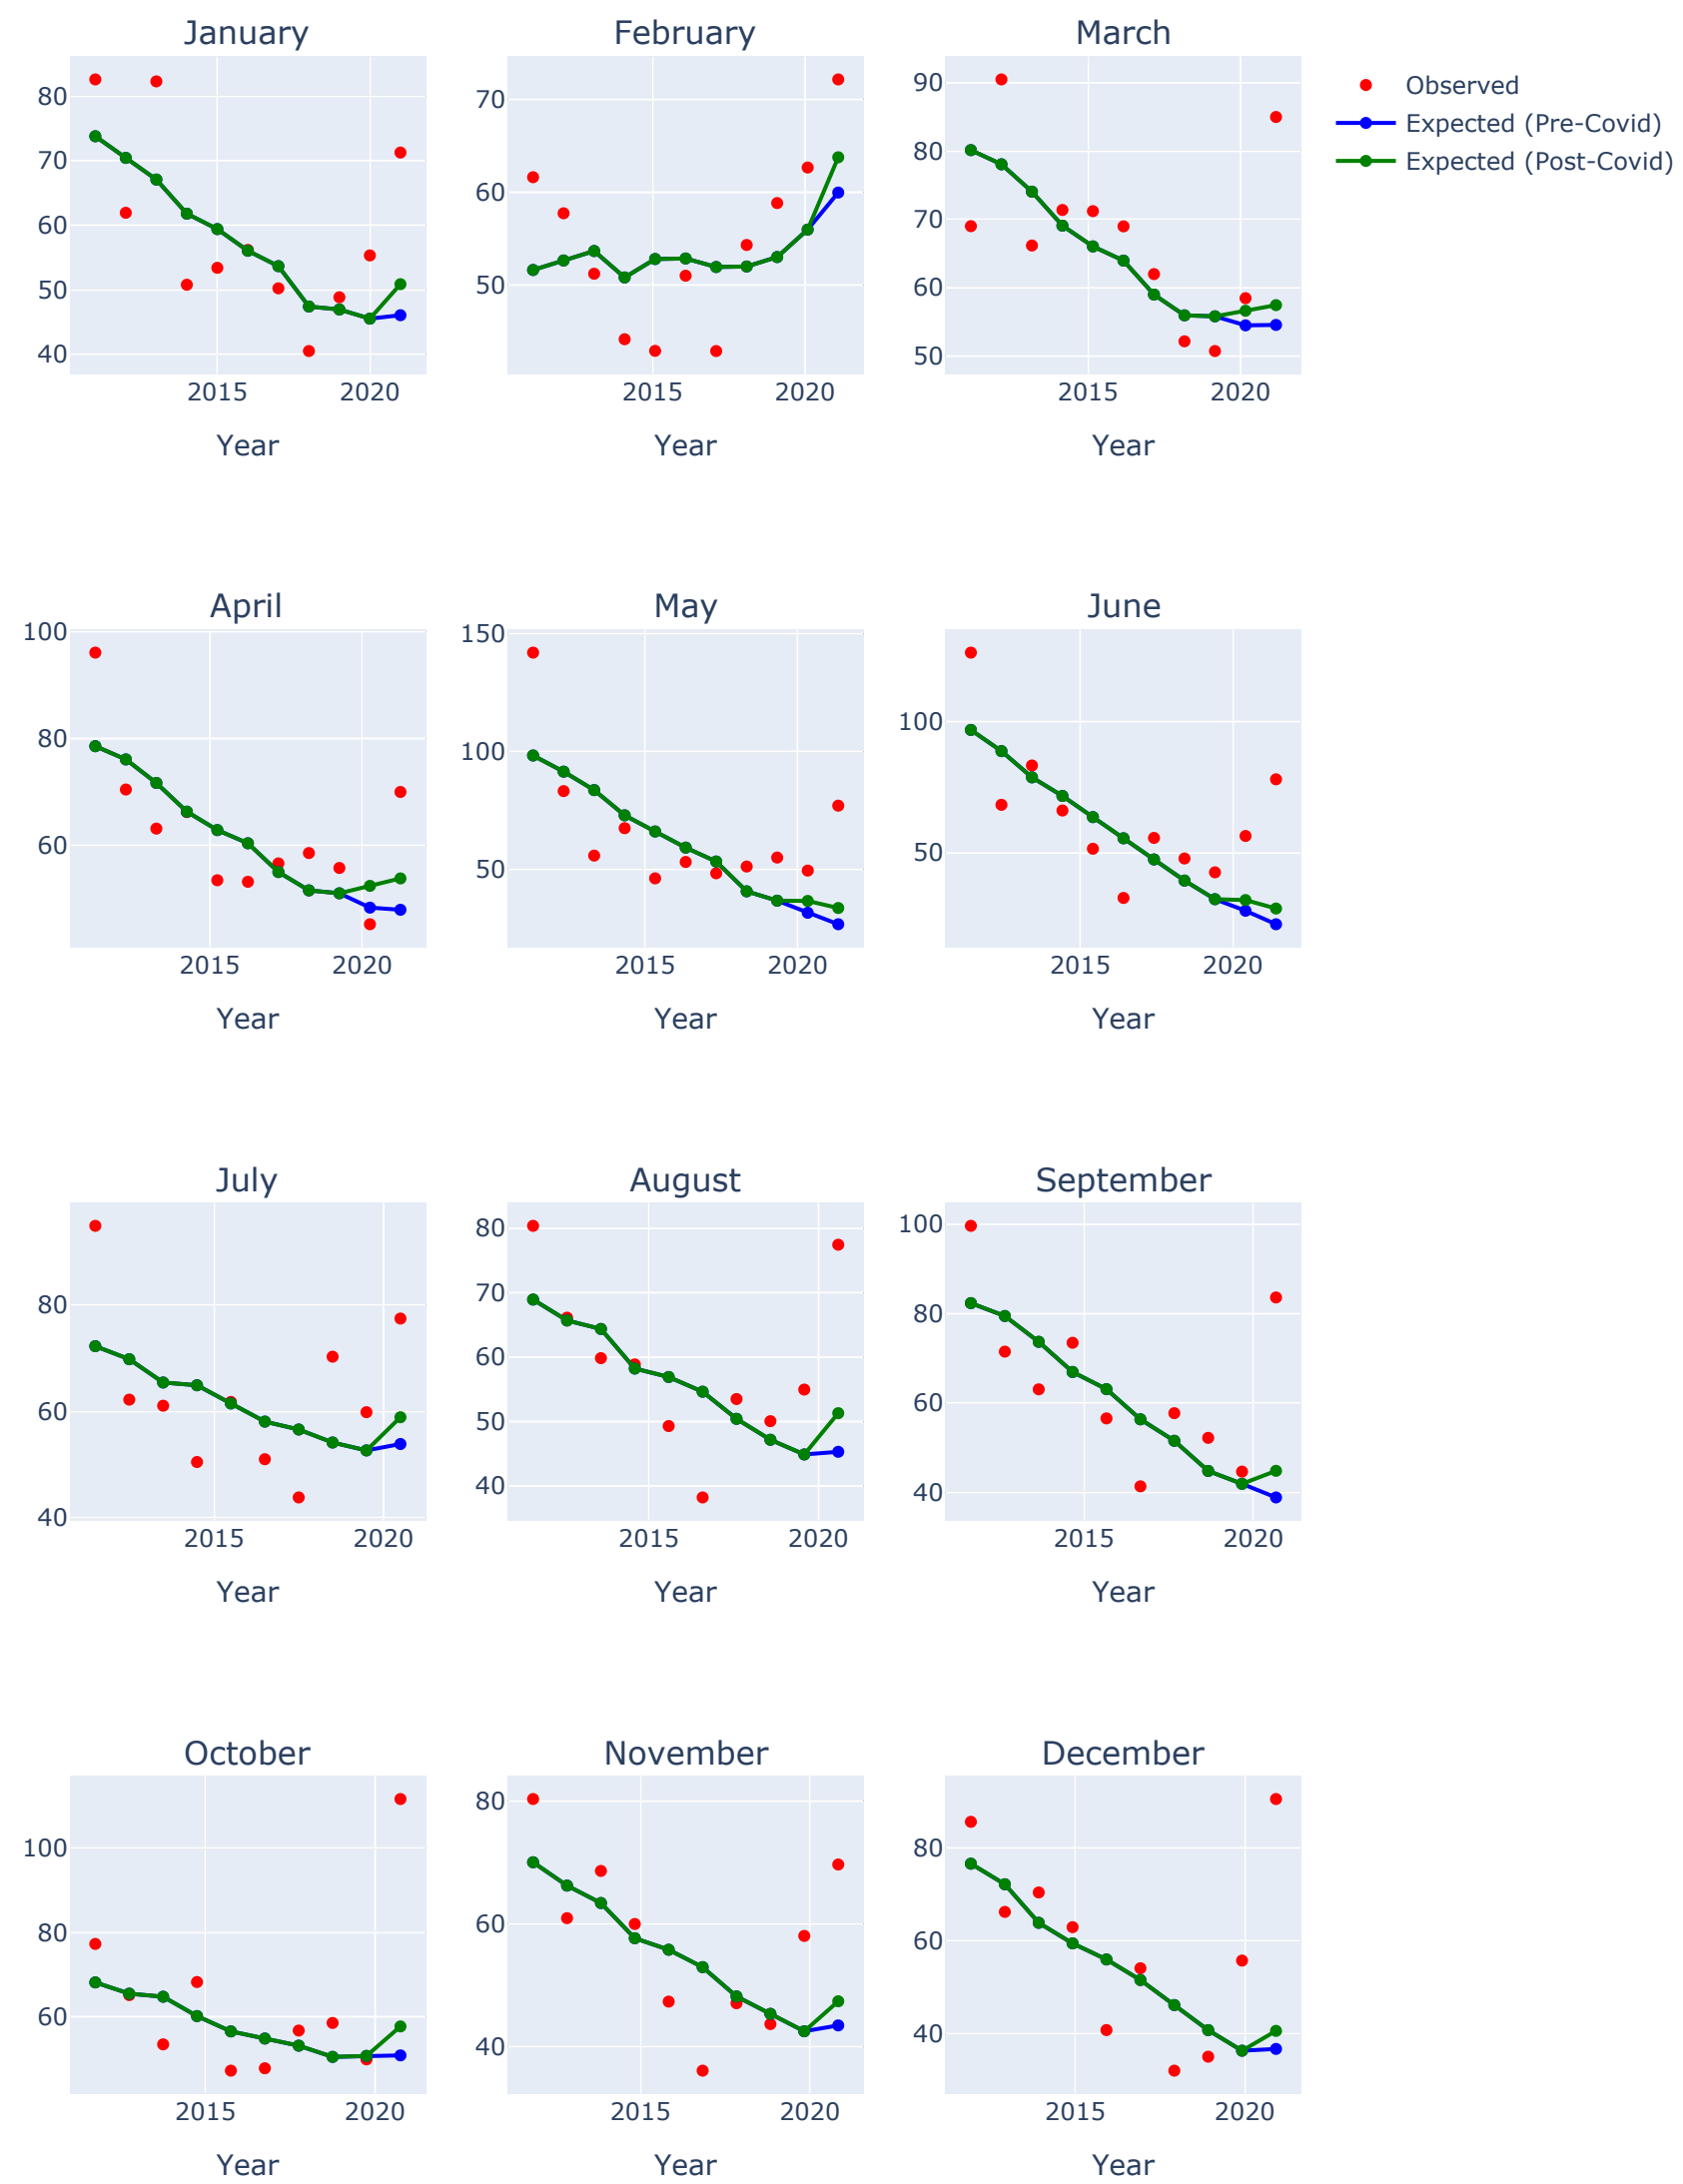 January
February
March
80
70
60
50
40
2015
2020
Year
70
60
50
2015
2020
Year
90
80
70
60
50
2015
2020
Year
Observed
Expected (Pre-Covid)
Expected (Post-Covid)
April
May
June
100
80
60
2015
2020
Year
150
100
50
2015
2020
Year
100
50
2015
2020
Year
July
August
September
80
60
40
2015
2020
Year
80
70
60
50
40
2015
2020
Year
100
80
60
40
2015
2020
Year
October
November
December
100
80
60
2015
2020
Year
80
60
40
2015
2020
Year
80
60
40
2015
2020
Year